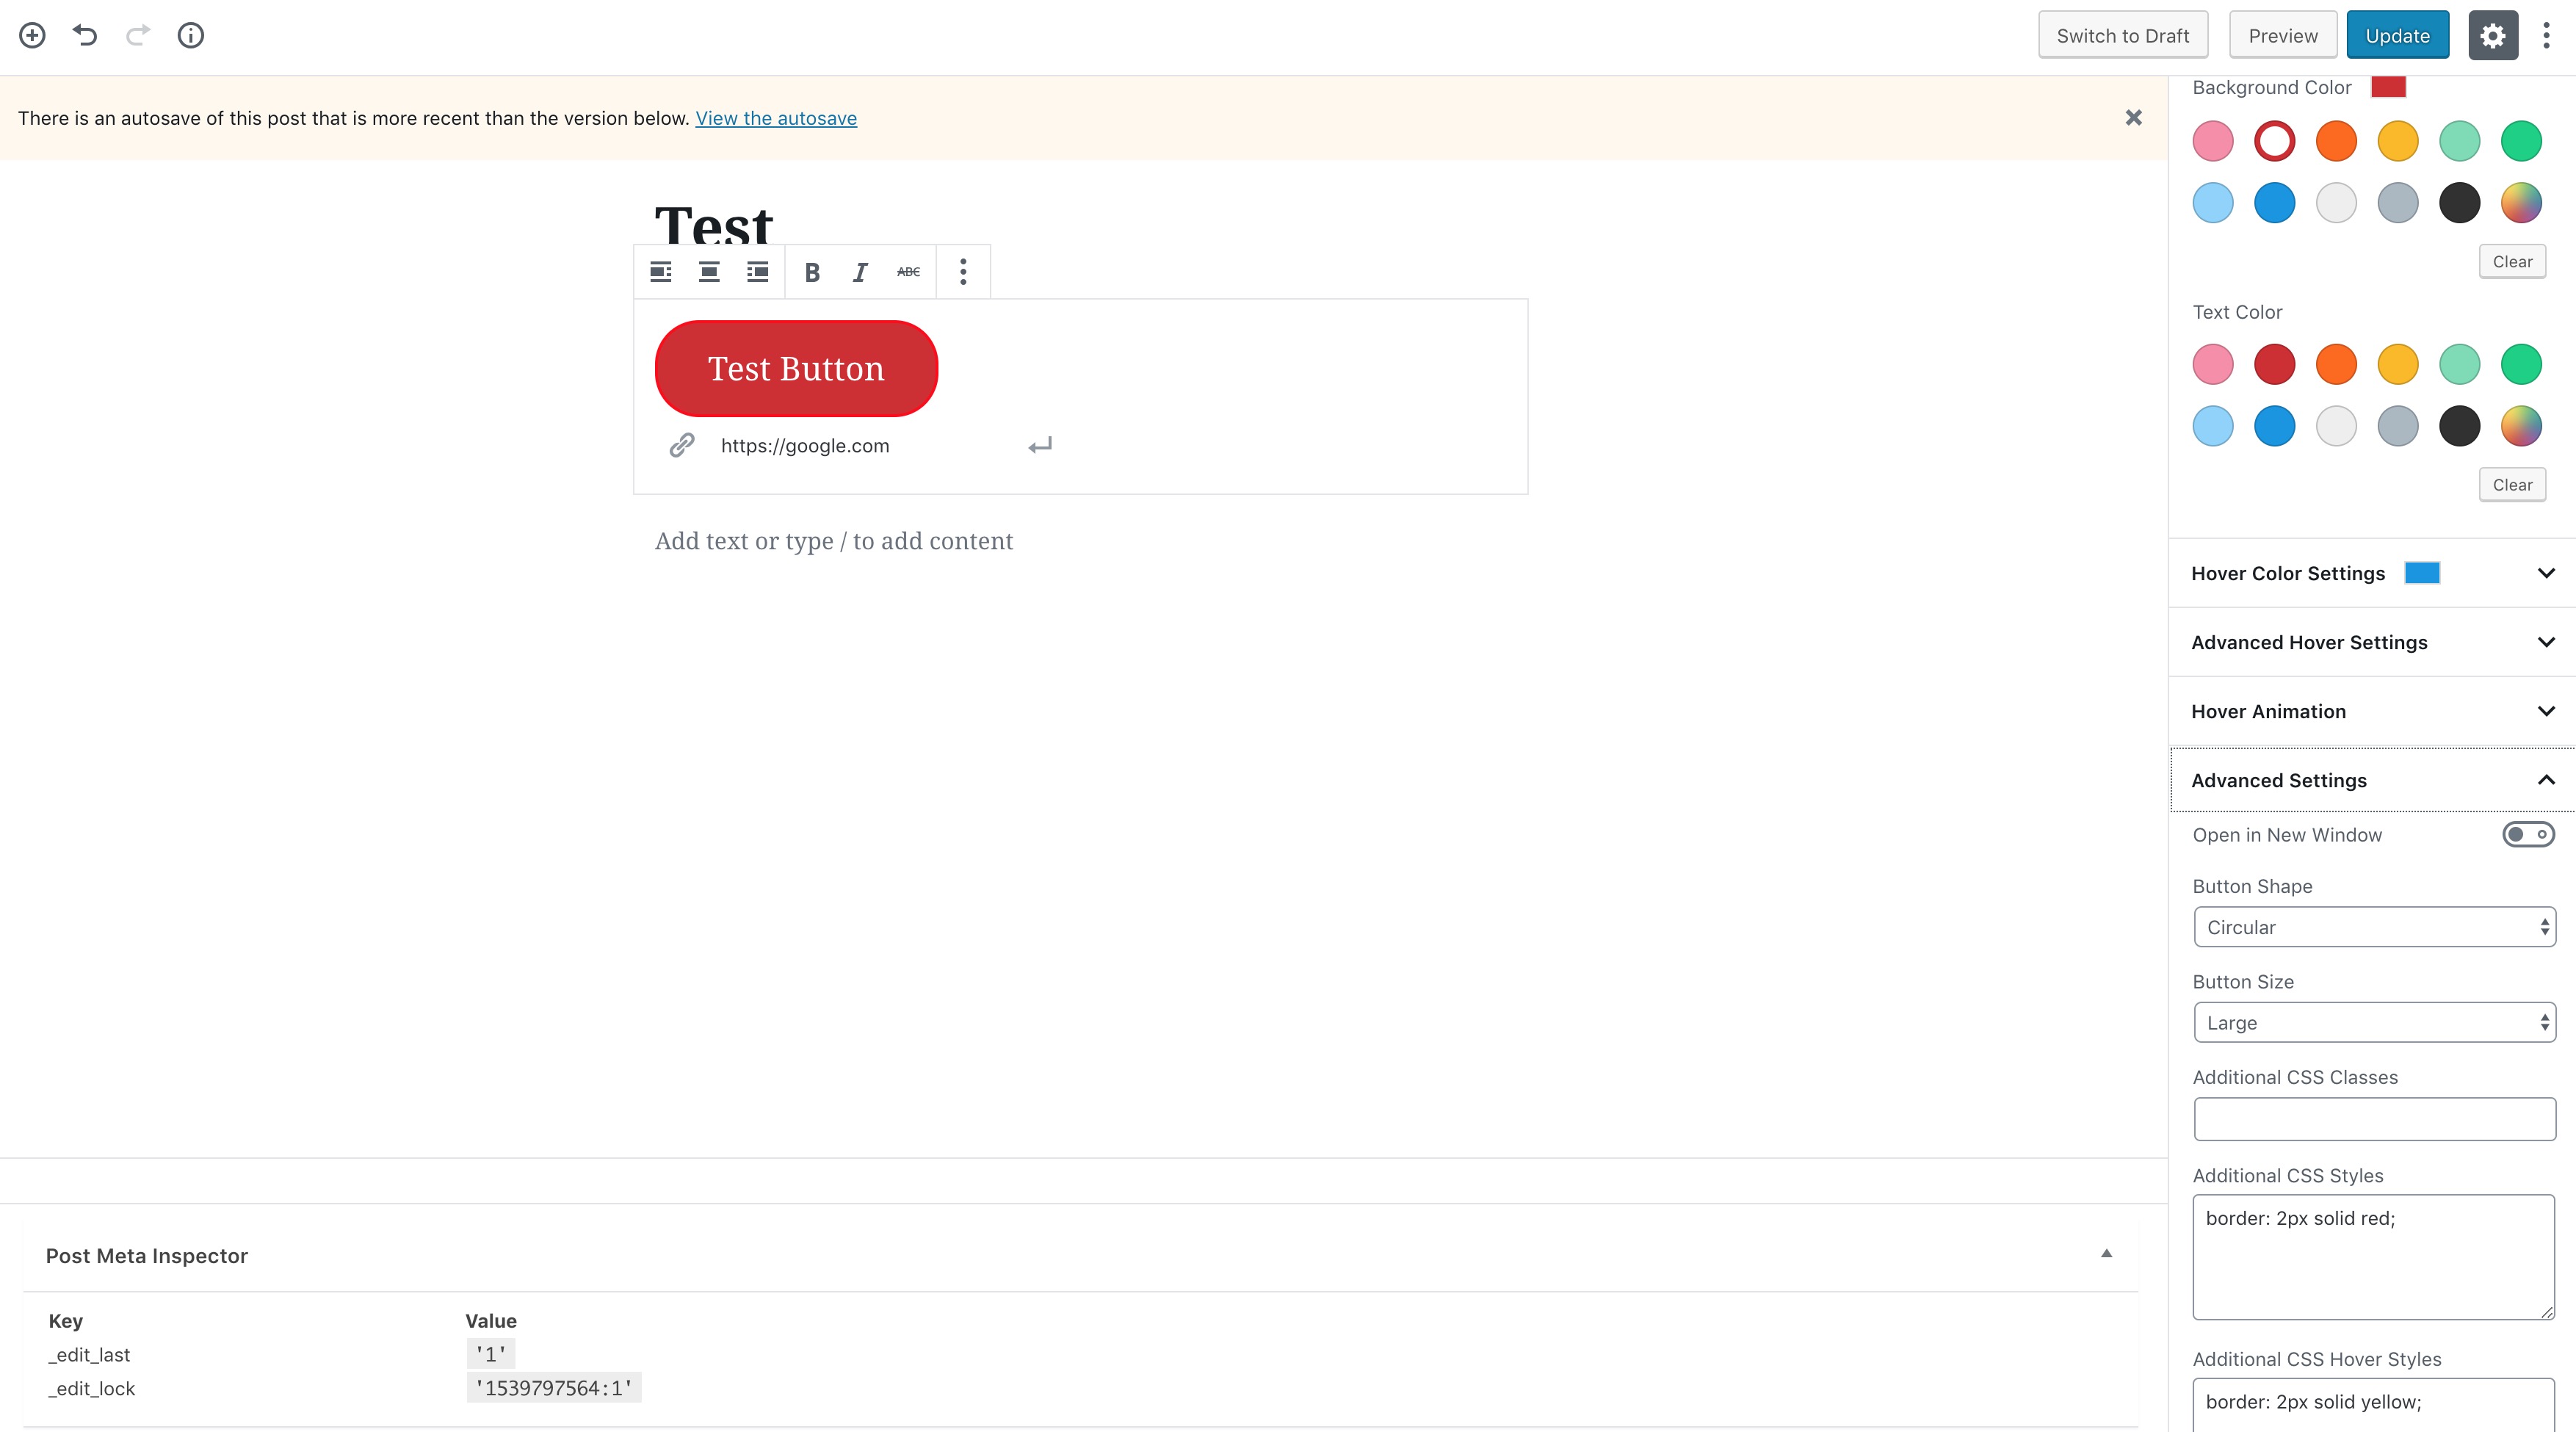 Switch to Draft
Preview
Update
There is an autosave of this post that is more recent than the version below. View the autosave
Test
B I ABC
Test Button
https://google.com
Add text or type / to add content
Post Meta Inspector
Key Value
_edit_last '1'
_edit_lock '1539797564:1'
Background Color
Clear
Text Color
Clear
Hover Color Settings
Advanced Hover Settings
Hover Animation
Advanced Settings
Open in New Window
Button Shape
Circular
Button Size
Large
Additional CSS Classes
Additional CSS Styles
border: 2px solid red;
Additional CSS Hover Styles
border: 2px solid yellow;